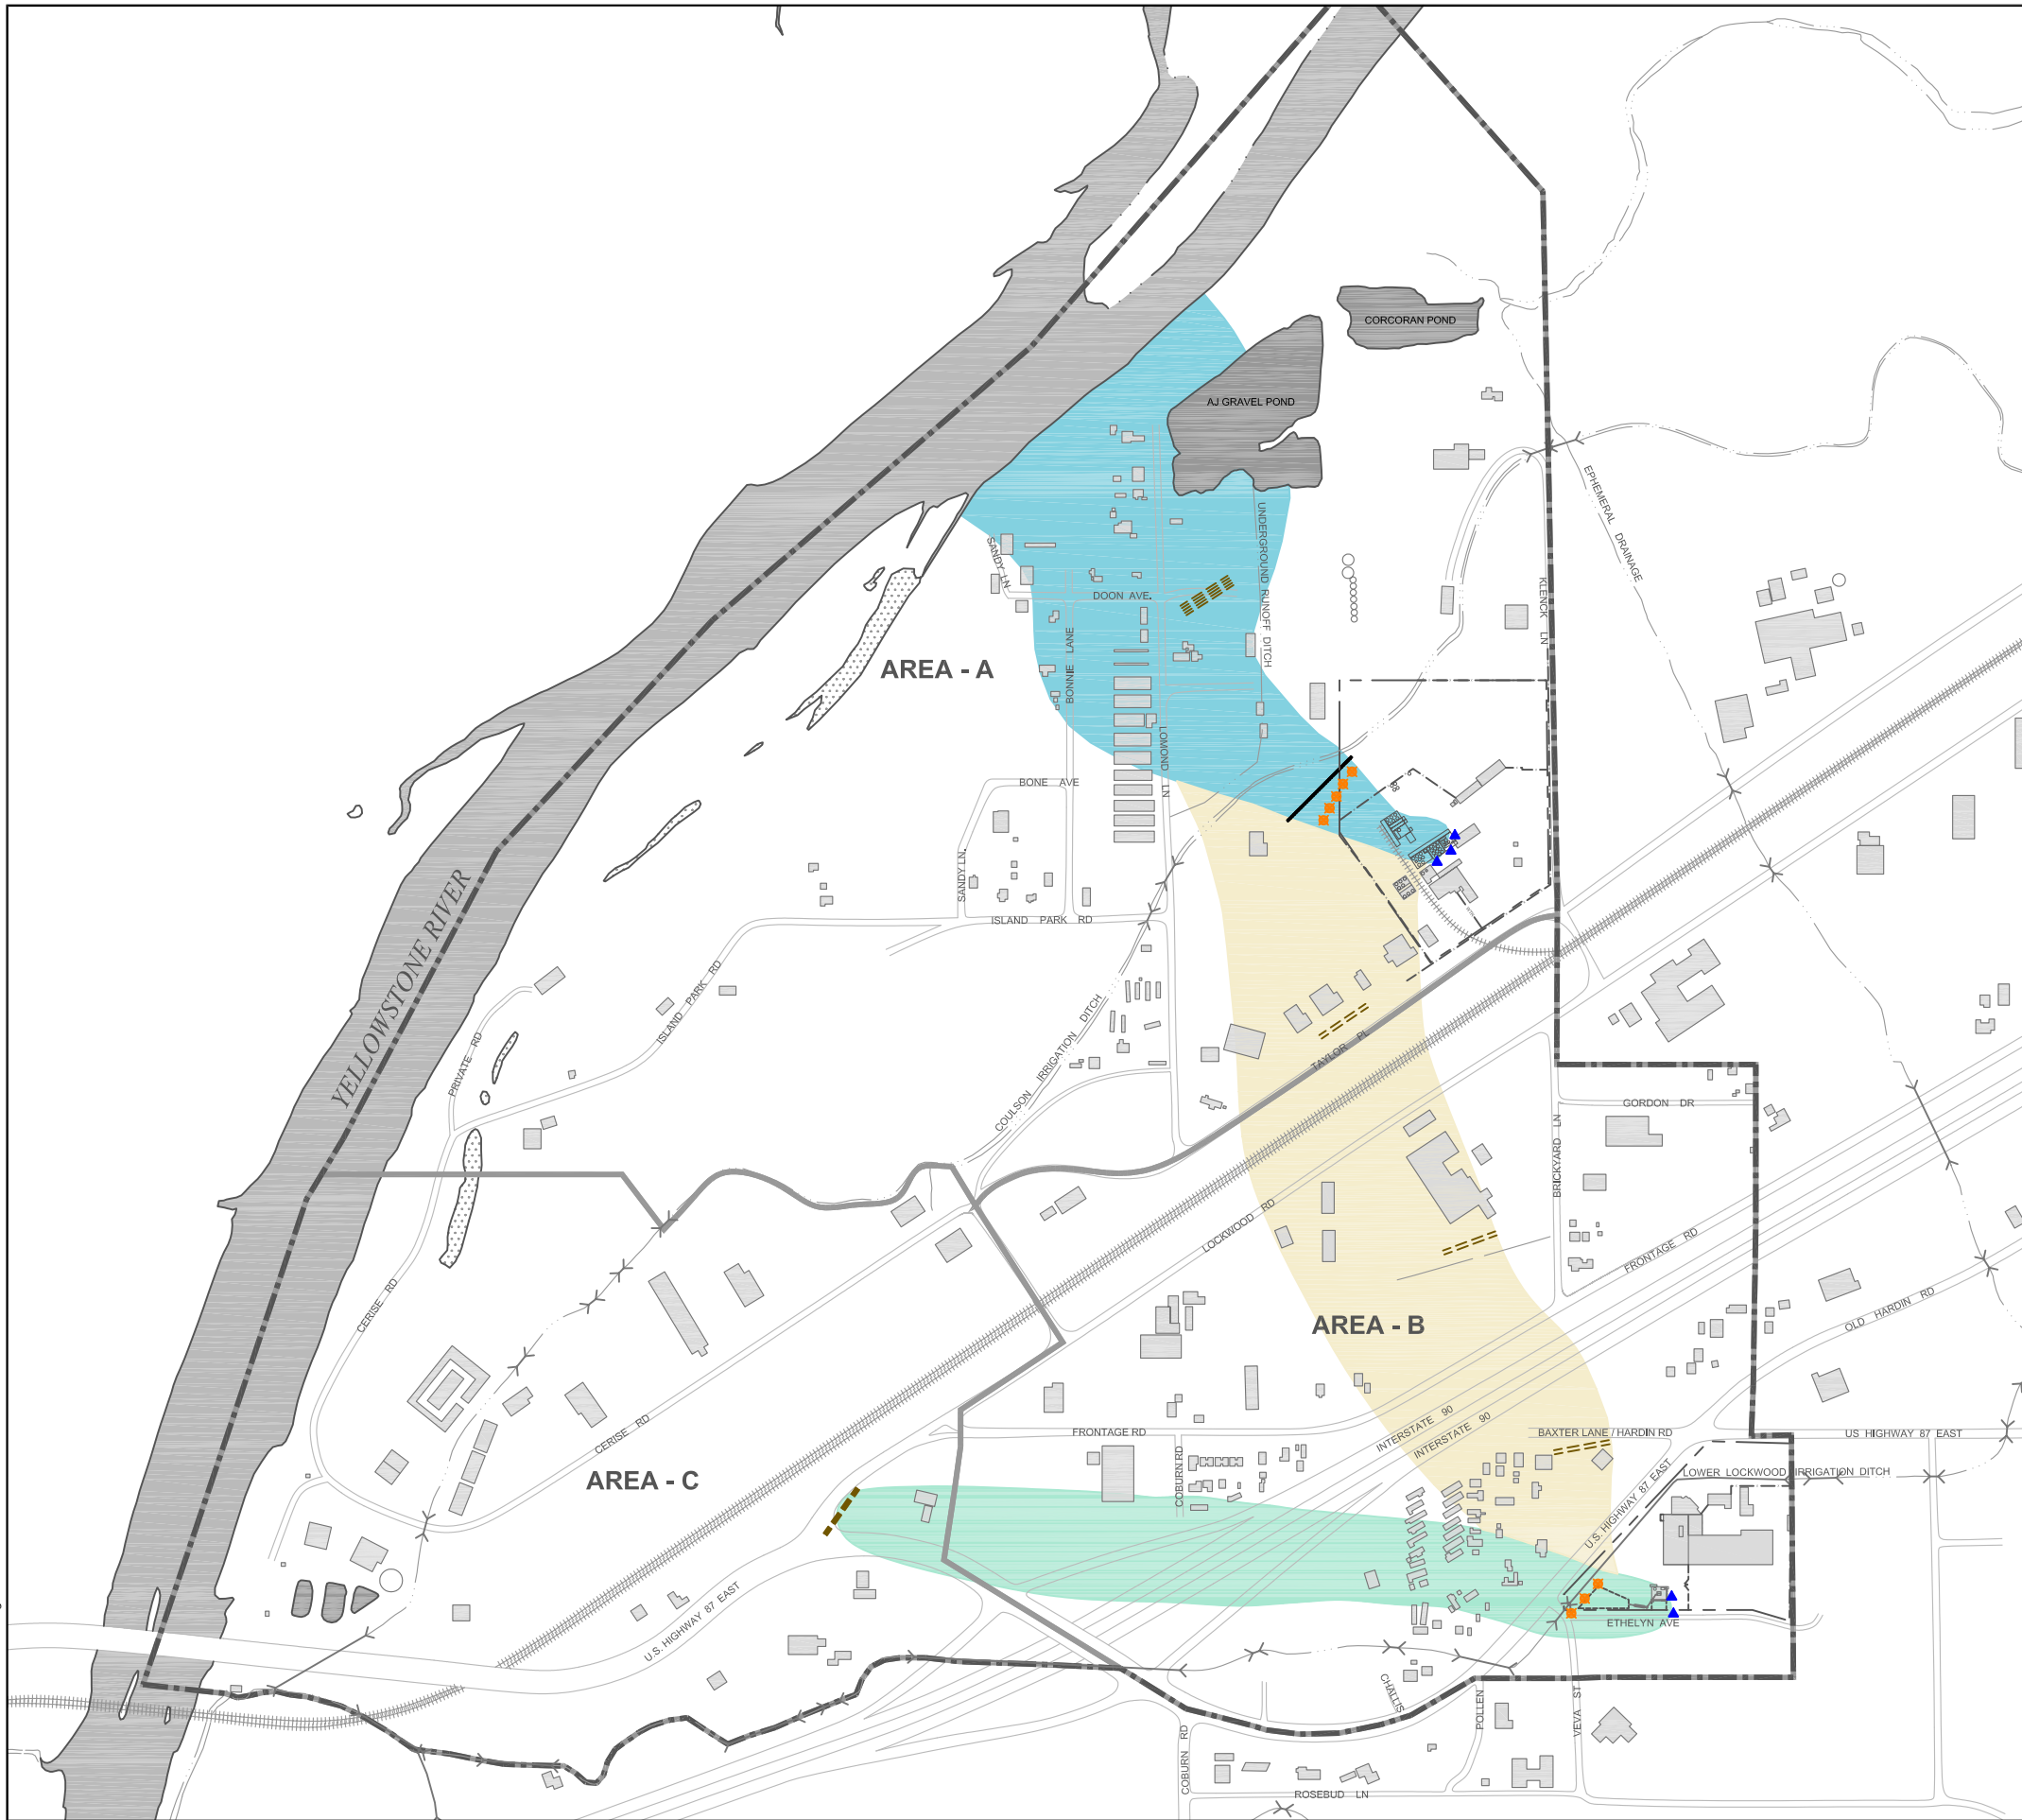 CORCORAN POND
AJ GRAVEL POND
EPHEMERAL DRAINAGE
UNDERGROUND RUNOFF DITCH
SANDY LN
DOON AVE.
KLENCK LN
BONNIE LANE
AREA - A
LOMOND LN
BONE AVE
88
SANDY LN.
ISLAND PARK RD
YELLOWSTONE RIVER
ISLAND PARK RD
PRIVATE RD
COULSON IRRIGATION DITCH
TAYLOR PL
GORDON DR
BRICKYARD LN
LOCKWOOD RD
FRONTAGE RD
CERISE RD
OLD HARDIN RD
AREA - B
INTERSTATE 90
INTERSTATE 90
FRONTAGE RD
BAXTER LANE / HARDIN RD
US HIGHWAY 87 EAST
CERISE RD
AREA - C
COBURN RD
LOWER LOCKWOOD IRRIGATION DITCH
U.S. HIGHWAY 87 EAST
U.S. HIGHWAY 87 EAST
ETHELYN AVE
CHALLIS
POLLEN
VEVA ST
COBURN RD
ROSEBUD LN